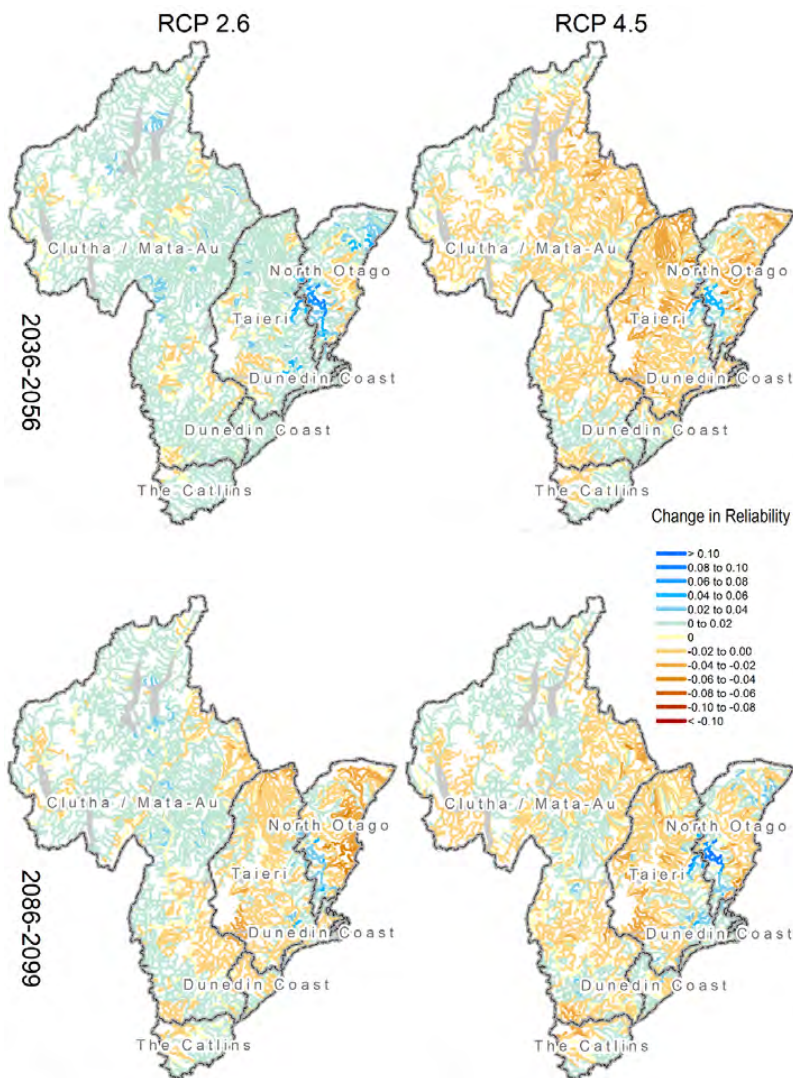 RCP 2.6
RCP 4.5
2036-2056
Clutha / Mata-Au
North Otago
Taieri
Dunedin Coast
Dunedin Coast
The Catlins
Clutha / Mata-Au
North Otago
Taieri
Dunedin Coast
Dunedin Coast
The Catlins
Change in Reliability
> 0.10
0.08 to 0.10
0.06 to 0.08
0.04 to 0.06
0.02 to 0.04
0 to 0.02
0
-0.02 to 0.00
-0.04 to -0.02
-0.06 to -0.04
-0.08 to -0.06
-0.10 to -0.08
< -0.10
2086-2099
Clutha / Mata-Au
North Otago
Taieri
Dunedin Coast
Dunedin Coast
The Catlins
Clutha / Mata-Au
North Otago
Taieri
Dunedin Coast
Dunedin Coast
The Catlins